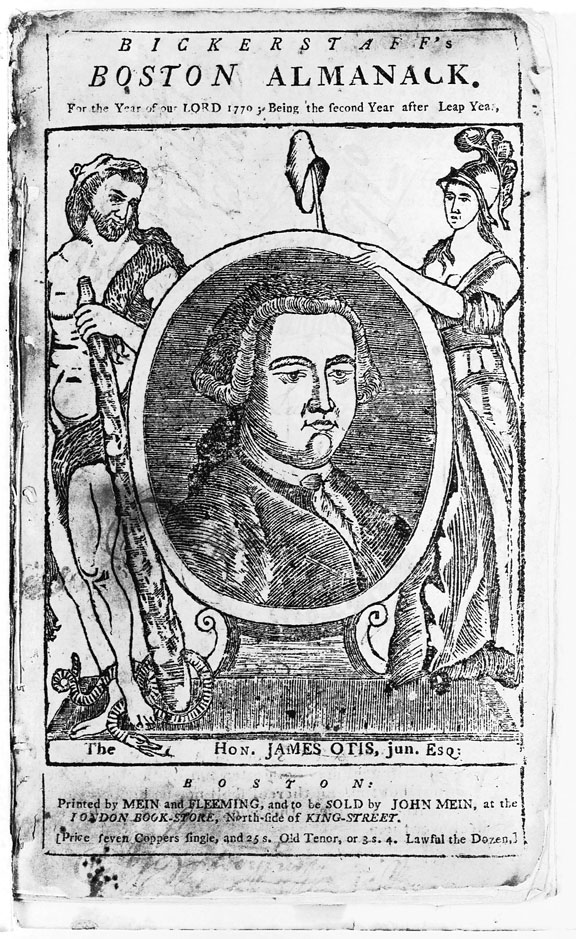 BICKERSTAFF's
BOSTON ALMANACK.
For the Year of our LORD 1770; Being the second Year after Leap Year,
The HON. JAMES OTIS, jun. Esq;
BOSTON:
Printed by MEIN and FLEEMING, and to be SOLD by JOHN MEIN, at the
LONDON BOOK-STORE, North-side of KING-STREET.
[Price seven Coppers single, and 25 s. Old Tenor, or 3 s. 4. Lawful the Dozen,]